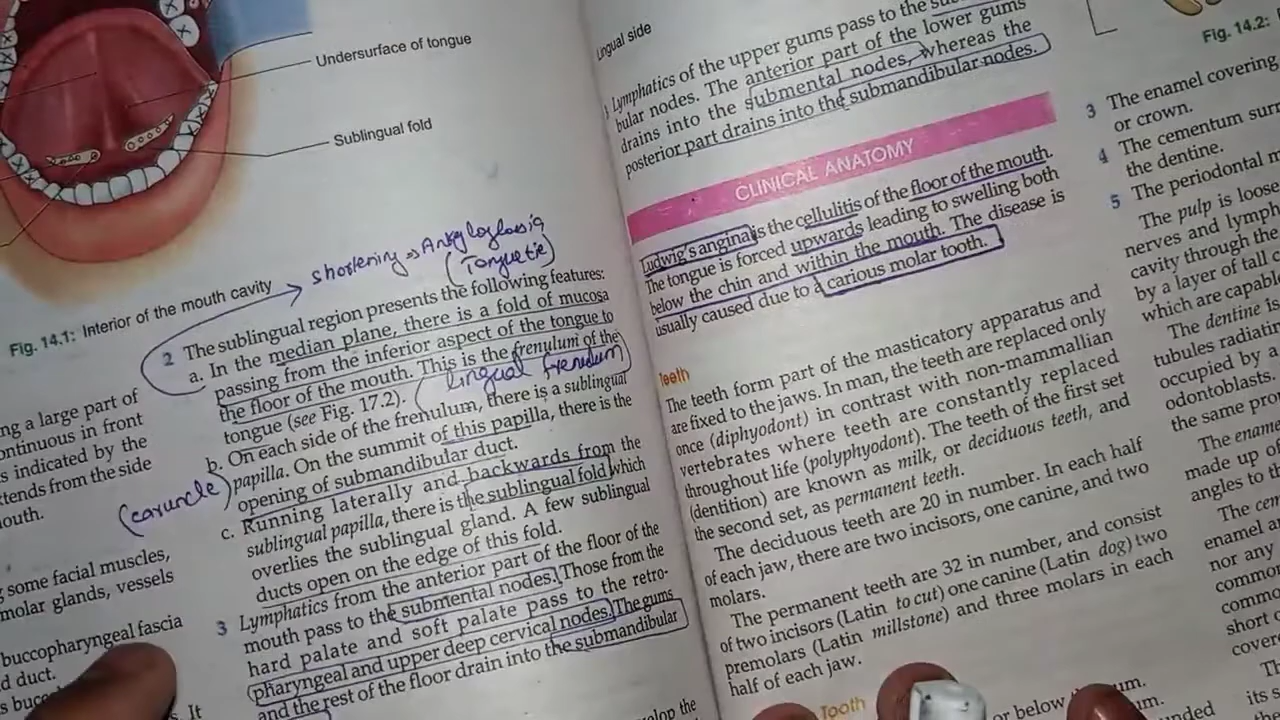 Undersurface of tongue
Sublingual fold
Fig. 14.1: Interior of the mouth cavity
shortening => Ankyloglossia
(Tongue tie)
ng a large part of
ontinuous in front
s indicated by the
xtends from the side
outh.
some facial muscles,
molar glands, vessels
buccopharyngeal fascia
d duct.
s. It
2 The sublingual region presents the following features:
a. In the median plane, there is a fold of mucosa
passing from the inferior aspect of the tongue to
the floor of the mouth. This is the frenulum of the
tongue (see Fig. 17.2). (lingual frenulum)
b. On each side of the frenulum, there is a sublingual
(caruncle) papilla. On the summit of this papilla, there is the
opening of submandibular duct.
c. Running laterally and backwards from the
sublingual papilla, there is the sublingual fold which
overlies the sublingual gland. A few sublingual
ducts open on the edge of this fold.
3 Lymphatics from the anterior part of the floor of the
mouth pass to the submental nodes. Those from the
hard palate and soft palate pass to the retro-
pharyngeal and upper deep cervical nodes. The gums
and the rest of the floor drain into the submandibular
Lingual side
Lymphatics of the upper gums pass to the
bular nodes. The anterior part of the lower gums
drains into the submental nodes, whereas the
posterior part drains into the submandibular nodes.
CLINICAL ANATOMY
Ludwig's angina is the cellulitis of the floor of the mouth.
The tongue is forced upwards leading to swelling both
below the chin and within the mouth. The disease is
usually caused due to a carious molar tooth.
Teeth
The teeth form part of the masticatory apparatus and
are fixed to the jaws. In man, the teeth are replaced only
once (diphyodont) in contrast with non-mammalian
vertebrates where teeth are constantly replaced
throughout life (polyphyodont). The teeth of the first set
(dentition) are known as milk, or deciduous teeth, and
the second set, as permanent teeth.
The deciduous teeth are 20 in number. In each half
of each jaw, there are two incisors, one canine, and two
molars.
The permanent teeth are 32 in number, and consist
of two incisors (Latin to cut) one canine (Latin dog) two
premolars (Latin millstone) and three molars in each
half of each jaw.
Tooth
or below
Fig. 14.2:
3 The enamel covering
or crown.
4 The cementum
the dentine.
5 The periodontal
The pulp is loose
nerves and lymph
cavity through the
by a layer of tall
which are capable
The dentine is
tubules radiating
occupied by a
odontoblasts.
the same
The
made up of
angles to
The
enamel
nor any
short